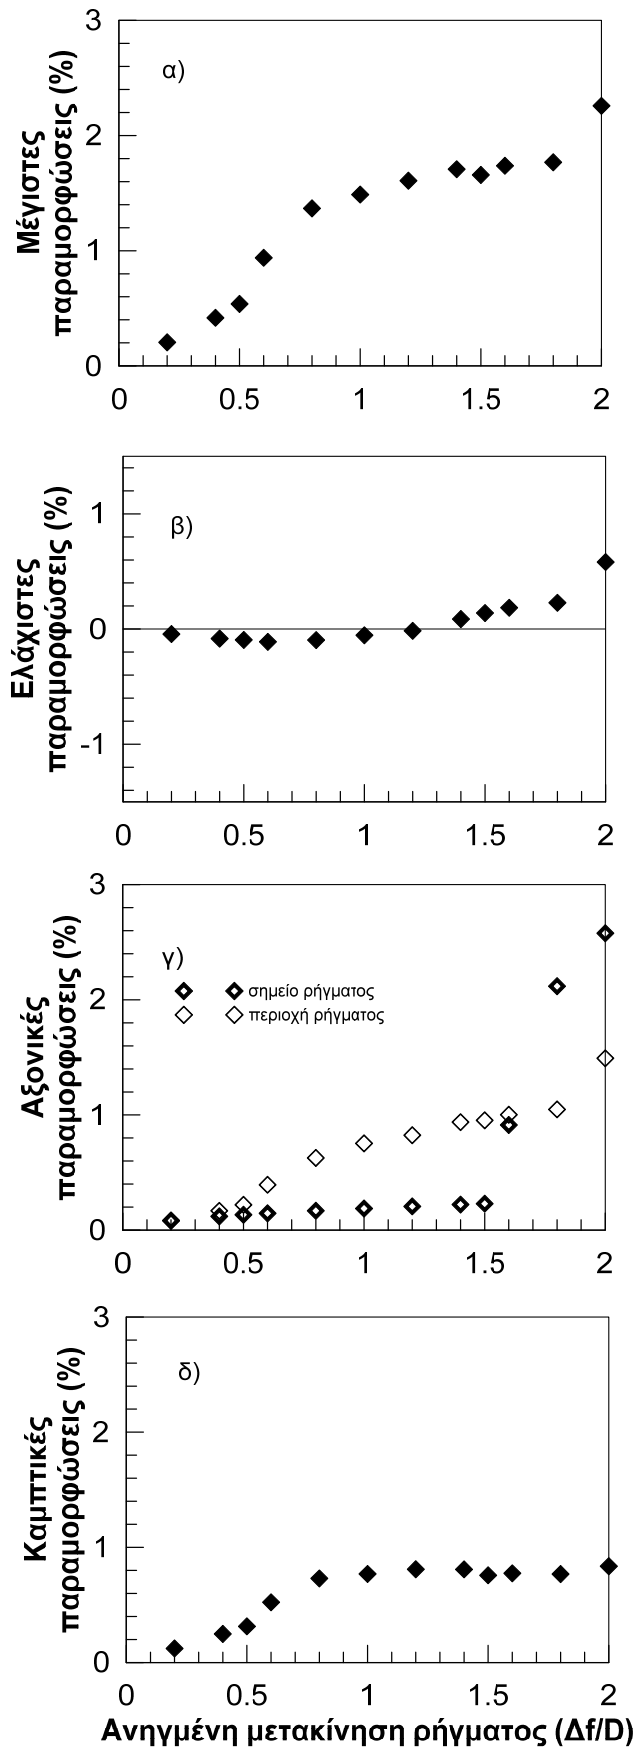 3
2
1
0
α)
Μέγιστες
παραμορφώσεις (%)
0 0.5 1 1.5 2
1
0
-1
β)
Ελάχιστες
παραμορφώσεις (%)
0 0.5 1 1.5 2
3
2
1
0
γ)
σημείο ρήγματος
περιοχή ρήγματος
Αξονικές
παραμορφώσεις (%)
0 0.5 1 1.5 2
3
2
1
0
δ)
Καμπτικές
παραμορφώσεις (%)
0 0.5 1 1.5 2
Ανηγμένη μετακίνηση ρήγματος (Δf/D)